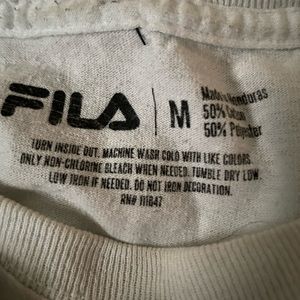 FILA
M
Made in Honduras
50% Cotton
50% Polyester
TURN INSIDE OUT. MACHINE WASH COLD WITH LIKE COLORS.
ONLY NON-CHLORINE BLEACH WHEN NEEDED. TUMBLE DRY LOW.
LOW IRON IF NEEDED. DO NOT IRON DECORATION.
RN# 111847